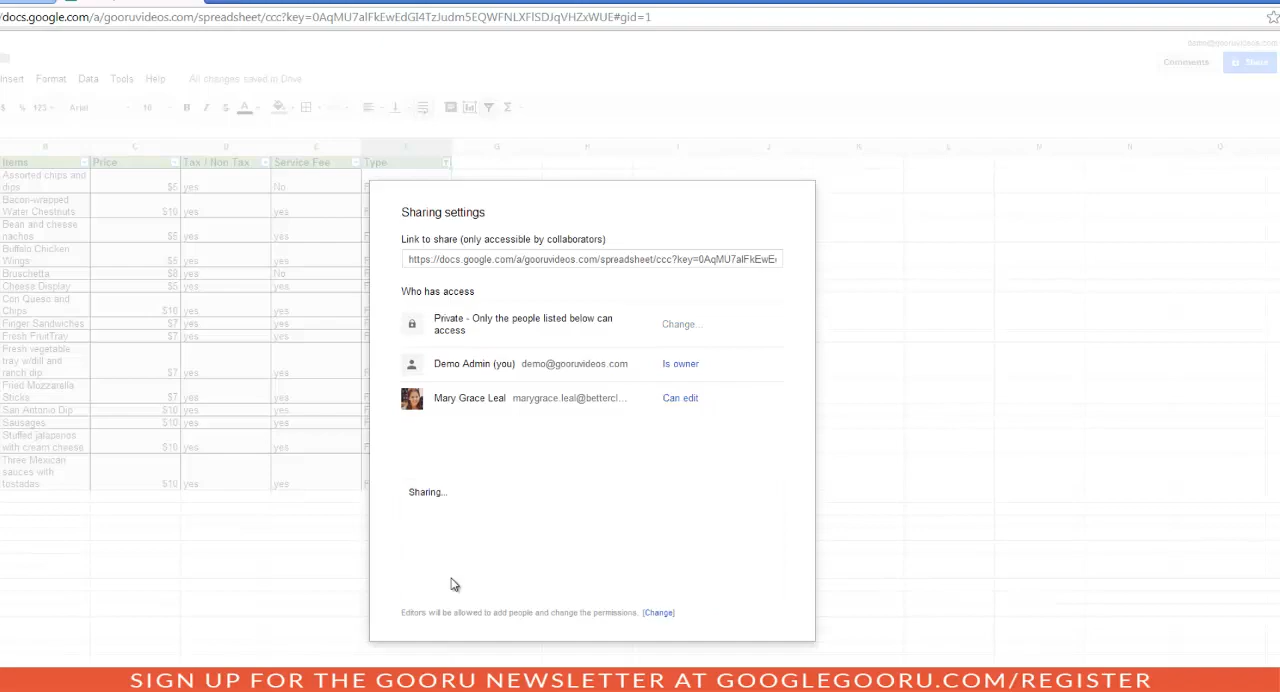 /docs.google.com/a/gooruvideos.com/spreadsheet/ccc?key=0AqMU7alFkEwEdGI4TzJudm5EQWFNLXFlSDJqVHZxWUE#gid=1
demo@gooruvideos.com
Comments Share
Insert Format Data Tools Help All changes saved in Drive
$ % 123 Arial 10 B I S A Σ
Items Price Tax | Non Tax Service Fee Type
Assorted chips and
dips $5 yes No
Bacon-wrapped
Water Chestnuts $10 yes yes
Bean and cheese
nachos $5 yes yes
Buffalo Chicken
Wings $5 yes yes
Bruschetta $8 yes No
Cheese Display $5 yes yes
Con Queso and
Chips $10 yes yes
Finger Sandwiches $7 yes yes
Fresh FruitTray $7 yes yes
Fresh vegetable
tray w/dill and
ranch dip $7 yes yes
Fried Mozzarella
Sticks $7 yes yes
San Antonio Dip $10 yes yes
Sausages $10 yes yes
Stuffed jalapenos
with cream cheese $10 yes yes
Three Mexican
sauces with
tostadas $10 yes yes
Sharing settings
Link to share (only accessible by collaborators)
https://docs.google.com/a/gooruvideos.com/spreadsheet/ccc?key=0AqMU7alFkEwE
Who has access
Private - Only the people listed below can
access Change...
Demo Admin (you) demo@gooruvideos.com Is owner
Mary Grace Leal marygrace.leal@bettercl... Can edit
Sharing...
Editors will be allowed to add people and change the permissions. [Change]
SIGN UP FOR THE GOORU NEWSLETTER AT GOOGLEGOORU.COM/REGISTER